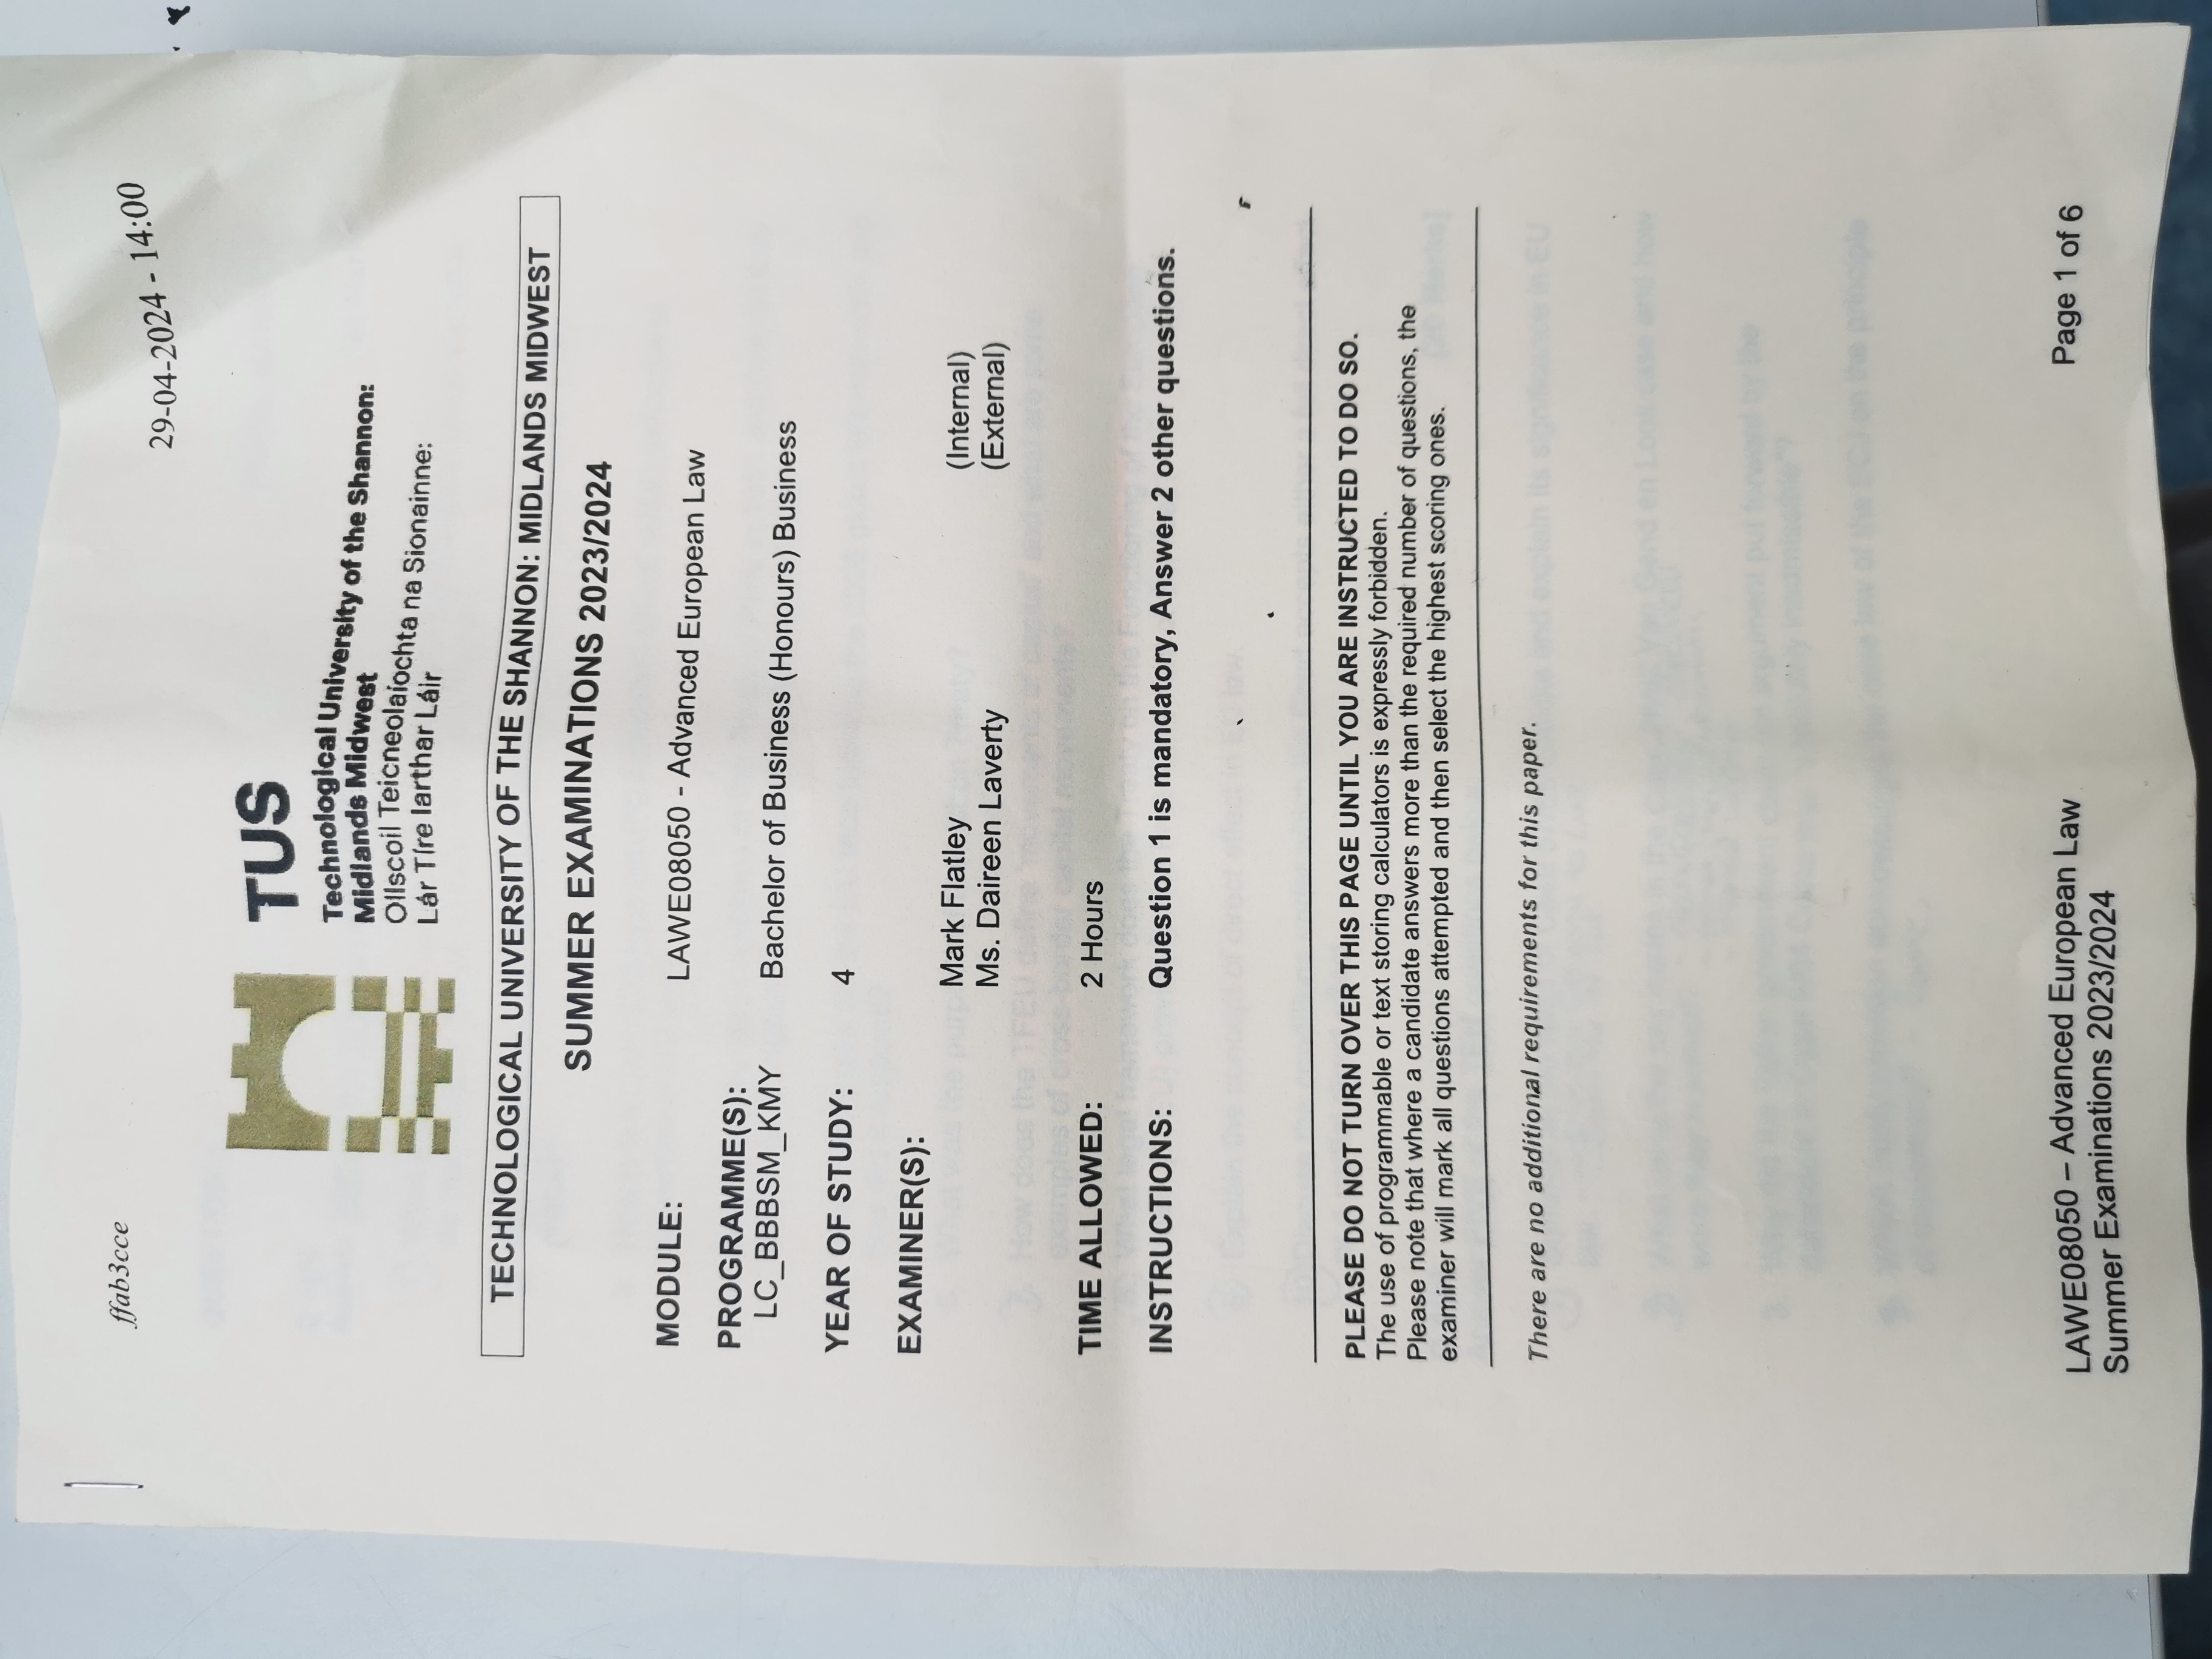 ffab3cce
29-04-2024 - 14:00
TUS
Technological University of the Shannon:
Midlands Midwest
Ollscoil Teicneolaíochta na Sionainne:
Lár Tíre Iarthar Láir
TECHNOLOGICAL UNIVERSITY OF THE SHANNON: MIDLANDS MIDWEST
SUMMER EXAMINATIONS 2023/2024
MODULE: LAWE08050 - Advanced European Law
PROGRAMME(S):
LC_BBBSM_KMY Bachelor of Business (Honours) Business
YEAR OF STUDY: 4
EXAMINER(S):
Mark Flatley (Internal)
Ms. Daireen Laverty (External)
TIME ALLOWED: 2 Hours
INSTRUCTIONS: Question 1 is mandatory, Answer 2 other questions.
PLEASE DO NOT TURN OVER THIS PAGE UNTIL YOU ARE INSTRUCTED TO DO SO.
The use of programmable or text storing calculators is expressly forbidden.
Please note that where a candidate answers more than the required number of questions, the
examiner will mark all questions attempted and then select the highest scoring ones.
There are no additional requirements for this paper.
LAWE08050 – Advanced European Law
Summer Examinations 2023/2024
Page 1 of 6